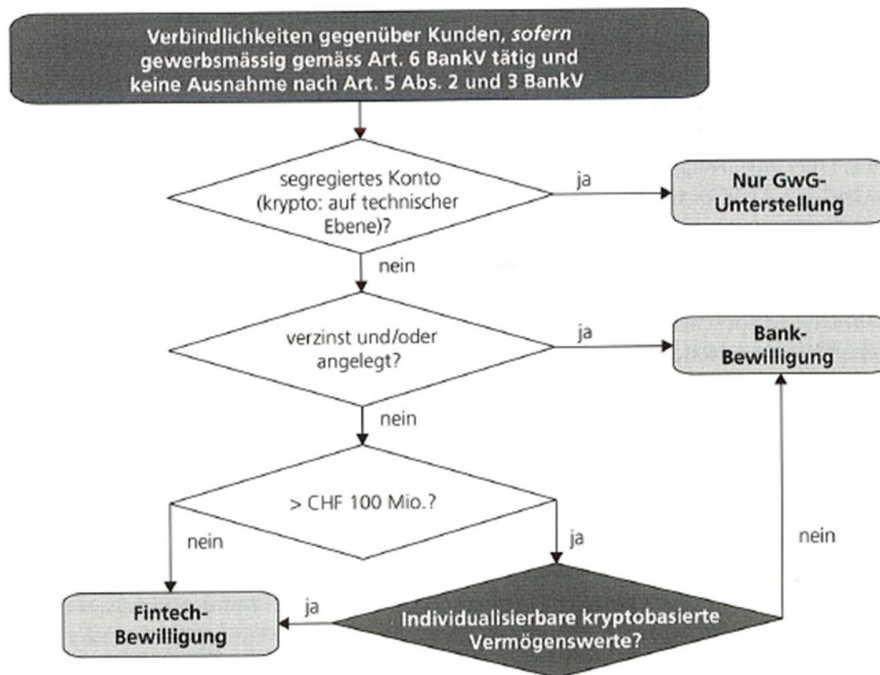 Verbindlichkeiten gegenüber Kunden, sofern
gewerbsmässig gemäss Art. 6 BankV tätig und
keine Ausnahme nach Art. 5 Abs. 2 und 3 BankV
segregiertes Konto
(krypto: auf technischer
Ebene)?
ja
Nur GwG-
Unterstellung
nein
verzinst und/oder
angelegt?
ja
Bank-
Bewilligung
nein
> CHF 100 Mio.?
nein
ja
nein
Fintech-
Bewilligung
ja
Individualisierbare kryptobasierte
Vermögenswerte?